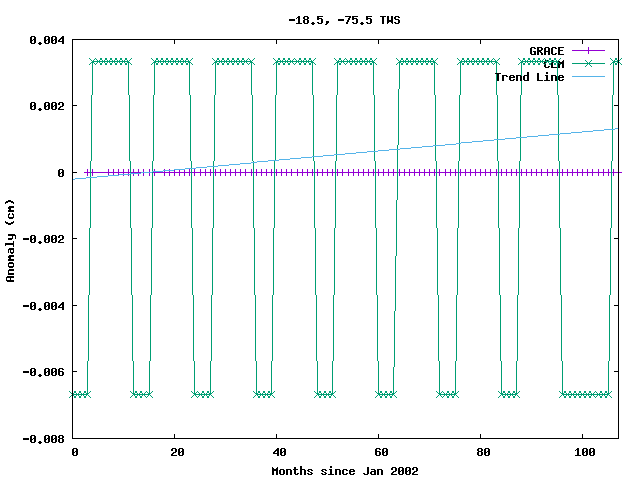 -18.5, -75.5 TWS
GRACE
CLM
Trend Line
0.004
0.002
0
-0.002
-0.004
-0.006
-0.008
Anomaly (cm)
0 20 40 60 80 100
Months since Jan 2002